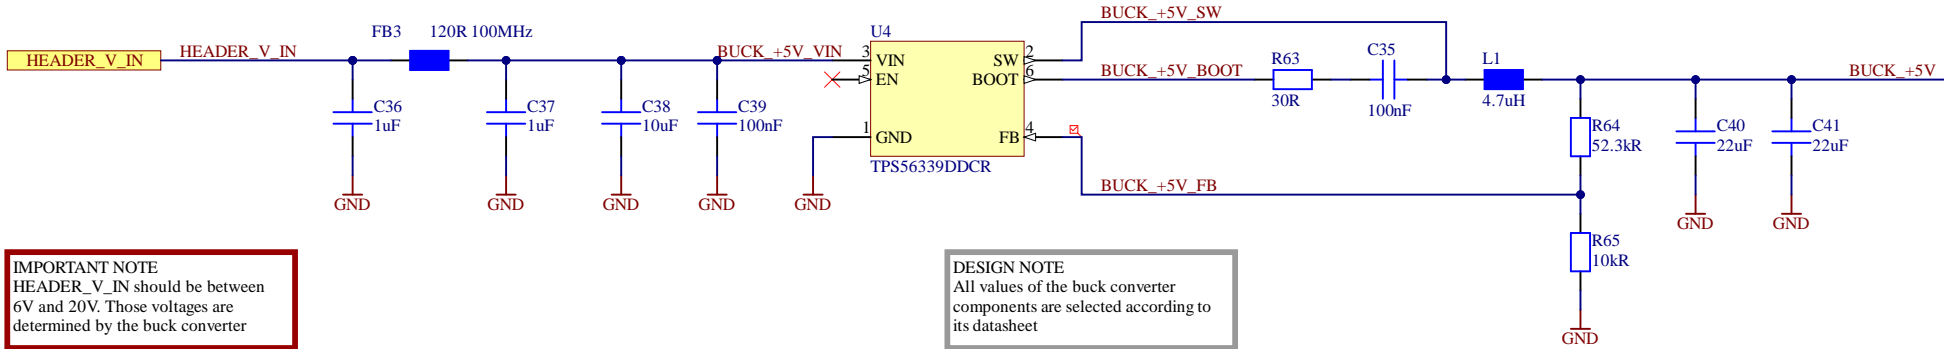 BUCK_+5V_SW
FB3 120R 100MHz
U4
C35
HEADER_V_IN
HEADER_V_IN
BUCK_+5V_VIN
3
VIN
SW
2
R63
L1
5
EN
BOOT
6
BUCK_+5V_BOOT
BUCK_+5V
30R
100nF
4.7uH
C36
1uF
C37
1uF
C38
10uF
C39
100nF
1
GND
FB
4
R64
52.3kR
C40
22uF
C41
22uF
TPS56339DDCR
BUCK_+5V_FB
GND
GND
GND
GND
GND
GND
GND
R65
10kR
GND
IMPORTANT NOTE
HEADER_V_IN should be between
6V and 20V. Those voltages are
determined by the buck converter
DESIGN NOTE
All values of the buck converter
components are selected according to
its datasheet